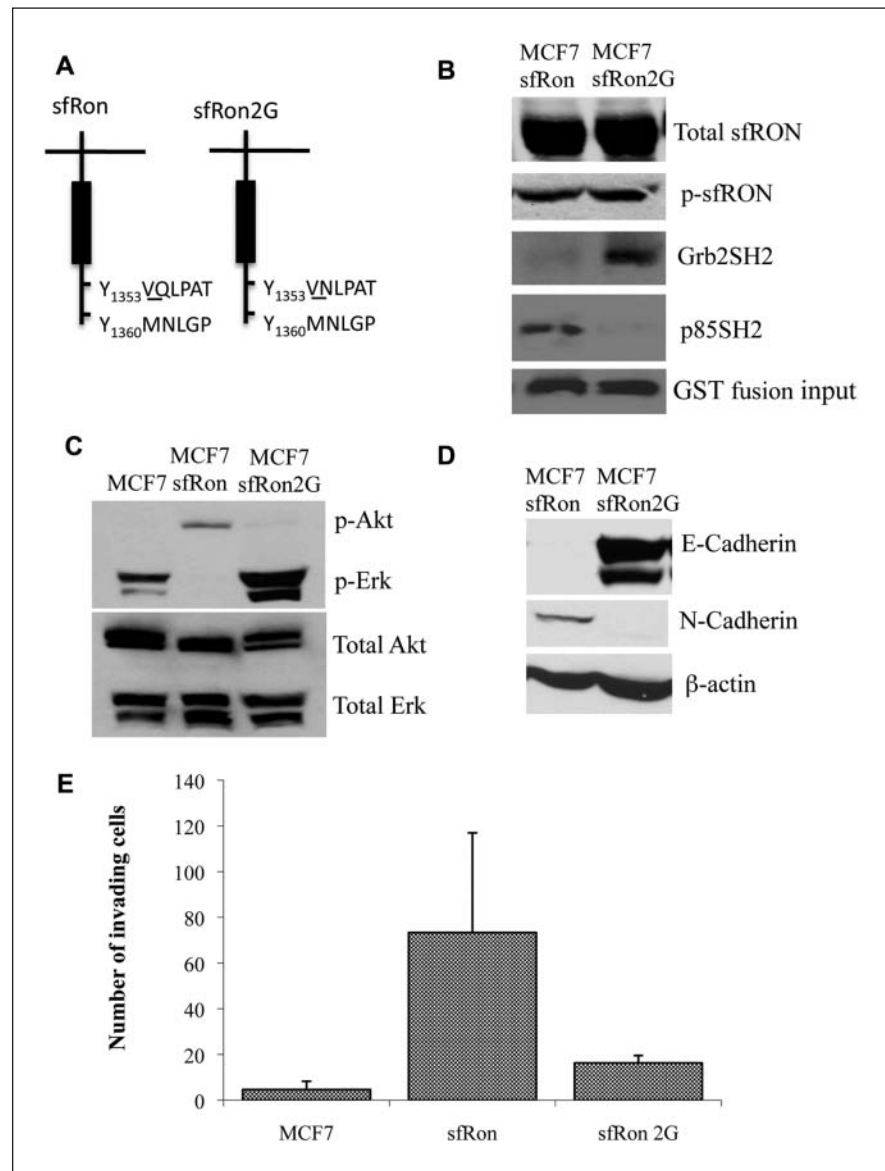 A
sfRon
sfRon2G
Y1353VQLPAT
Y1360MNLGP
Y1353VNLPAT
Y1360MNLGP
B
MCF7 MCF7
sfRon sfRon2G
Total sfRON
p-sfRON
Grb2SH2
p85SH2
GST fusion input
C
MCF7
MCF7 sfRon
MCF7 sfRon2G
p-Akt
p-Erk
Total Akt
Total Erk
D
MCF7 MCF7
sfRon sfRon2G
E-Cadherin
N-Cadherin
β-actin
E
Number of invading cells
140
120
100
80
60
40
20
0
MCF7 sfRon sfRon 2G